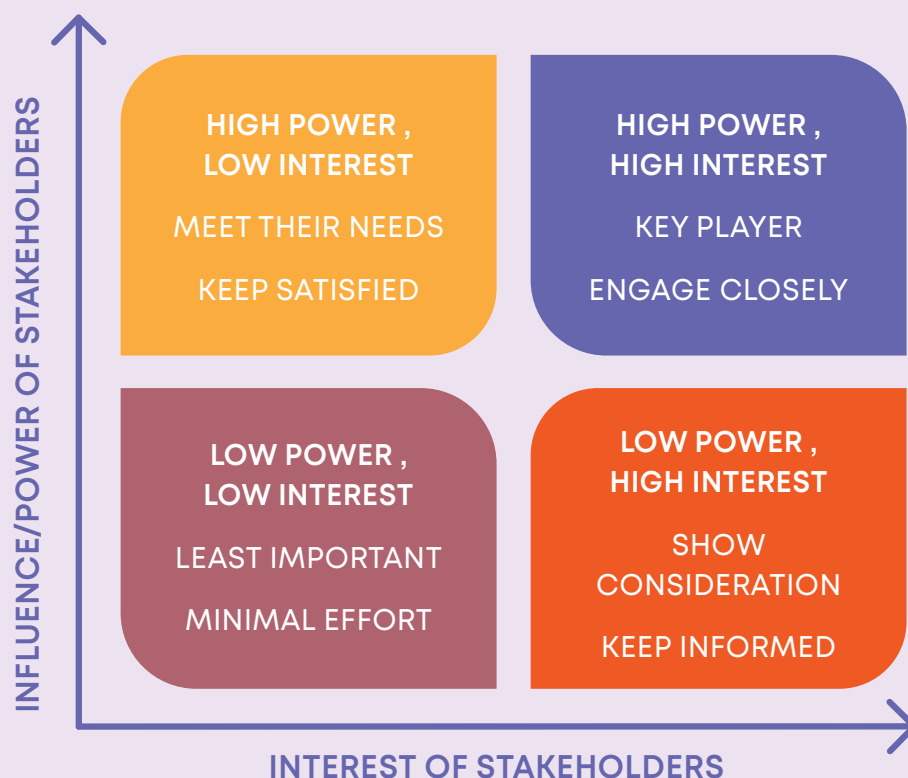 INFLUENCE/POWER OF STAKEHOLDERS
HIGH POWER ,
LOW INTEREST
MEET THEIR NEEDS
KEEP SATISFIED
HIGH POWER ,
HIGH INTEREST
KEY PLAYER
ENGAGE CLOSELY
LOW POWER ,
LOW INTEREST
LEAST IMPORTANT
MINIMAL EFFORT
LOW POWER ,
HIGH INTEREST
SHOW
CONSIDERATION
KEEP INFORMED
INTEREST OF STAKEHOLDERS